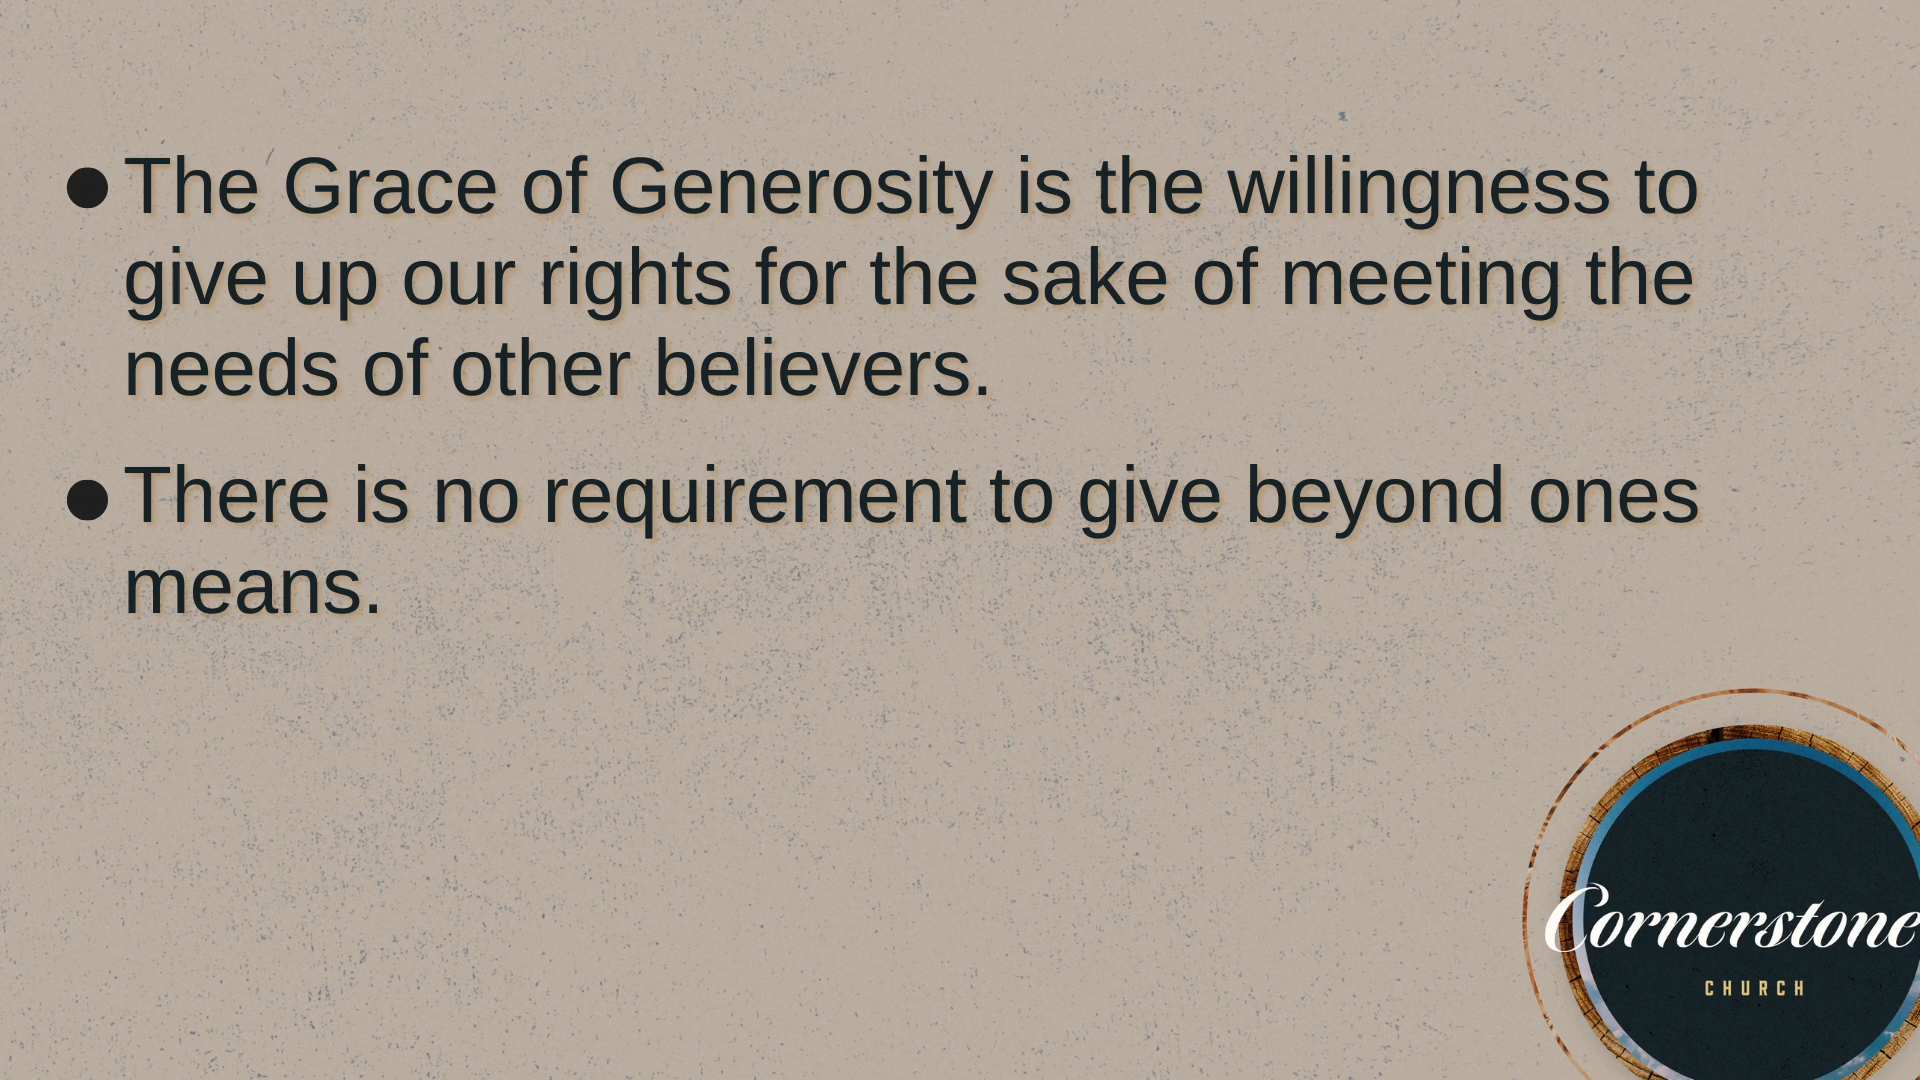 ● The Grace of Generosity is the willingness to
give up our rights for the sake of meeting the
needs of other believers.
● There is no requirement to give beyond ones
means.
Cornerstone
CHURCH